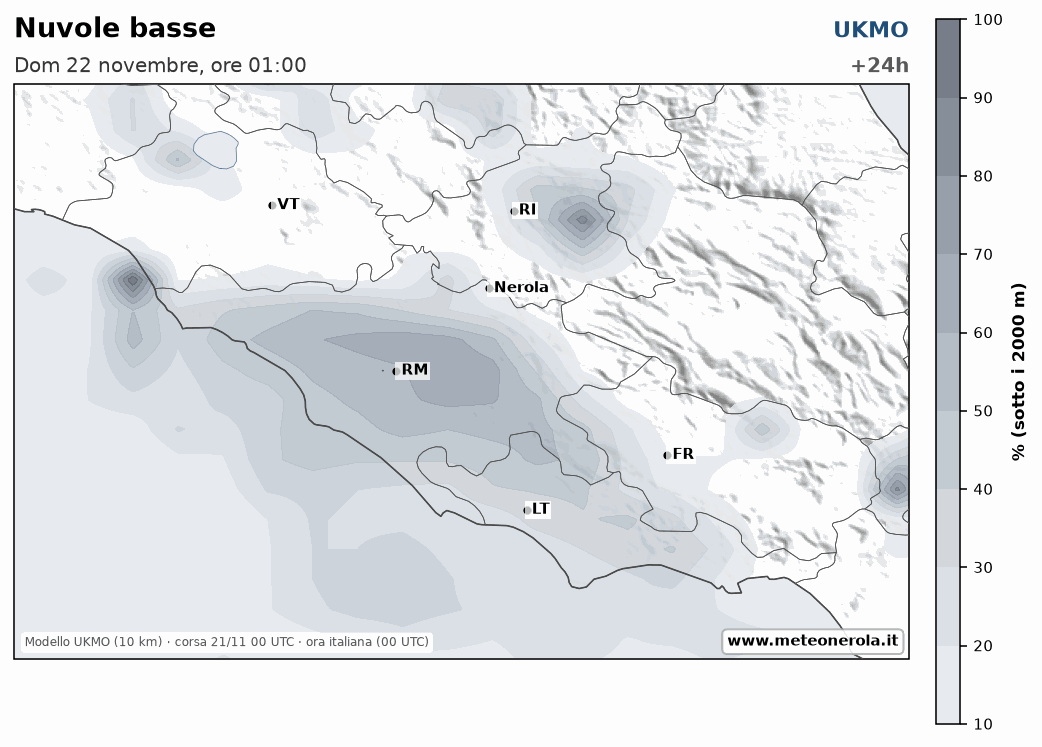 Nuvole basse
UKMO
Dom 22 novembre, ore 01:00
+24h
100
90
80
70
60
50
40
30
20
10
% (sotto i 2000 m)
VT
RI
Nerola
RM
FR
LT
Modello UKMO (10 km) · corsa 21/11 00 UTC · ora italiana (00 UTC)
www.meteonerola.it